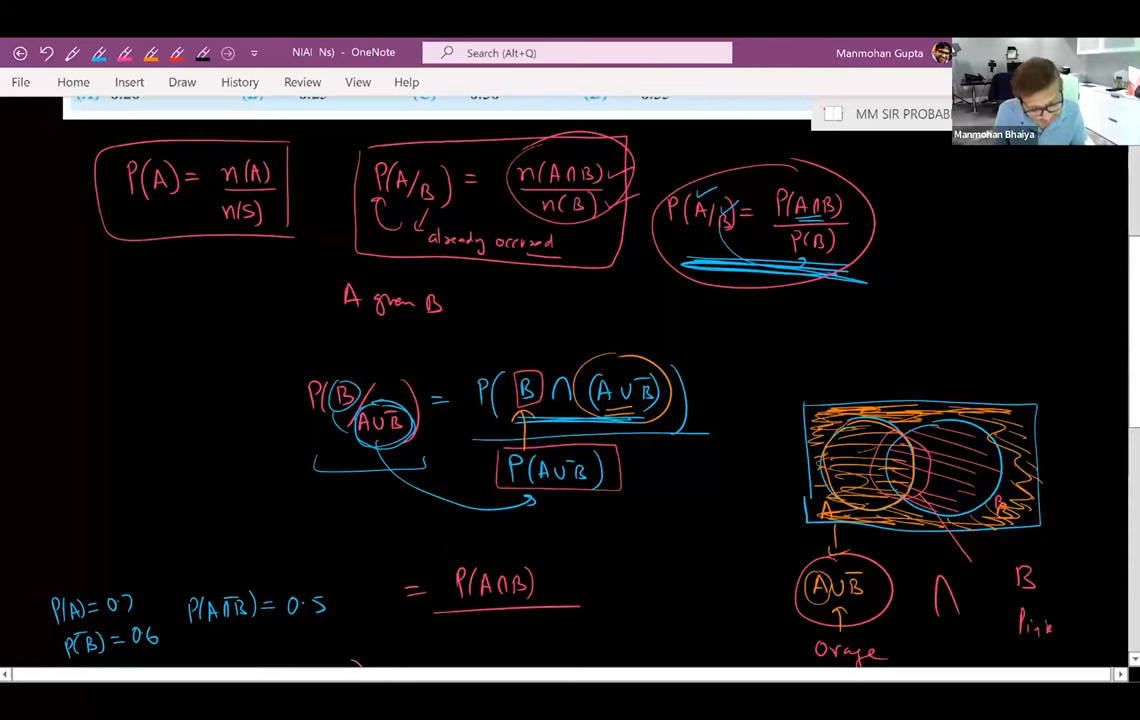 NIAI Ns) - OneNote
Search (Alt+Q)
Manmohan Gupta
File Home Insert Draw History Review View Help
MM SIR PROBAB
Manmohan Bhaiya
P(A) = n(A)/n(S)
P(A/B) = n(A∩B)/n(B)
already occured
P(A/B) = P(A∩B)/P(B)
A given B
P(B/A∪B̅) = P(B ∩ (A∪B̅))/P(A∪B̅)
A B
= P(A∩B)
A∪B̅ ∩ B
Orange Pink
P(A) = 0.7 P(A∩B̅) = 0.5
P(B̅) = 0.6